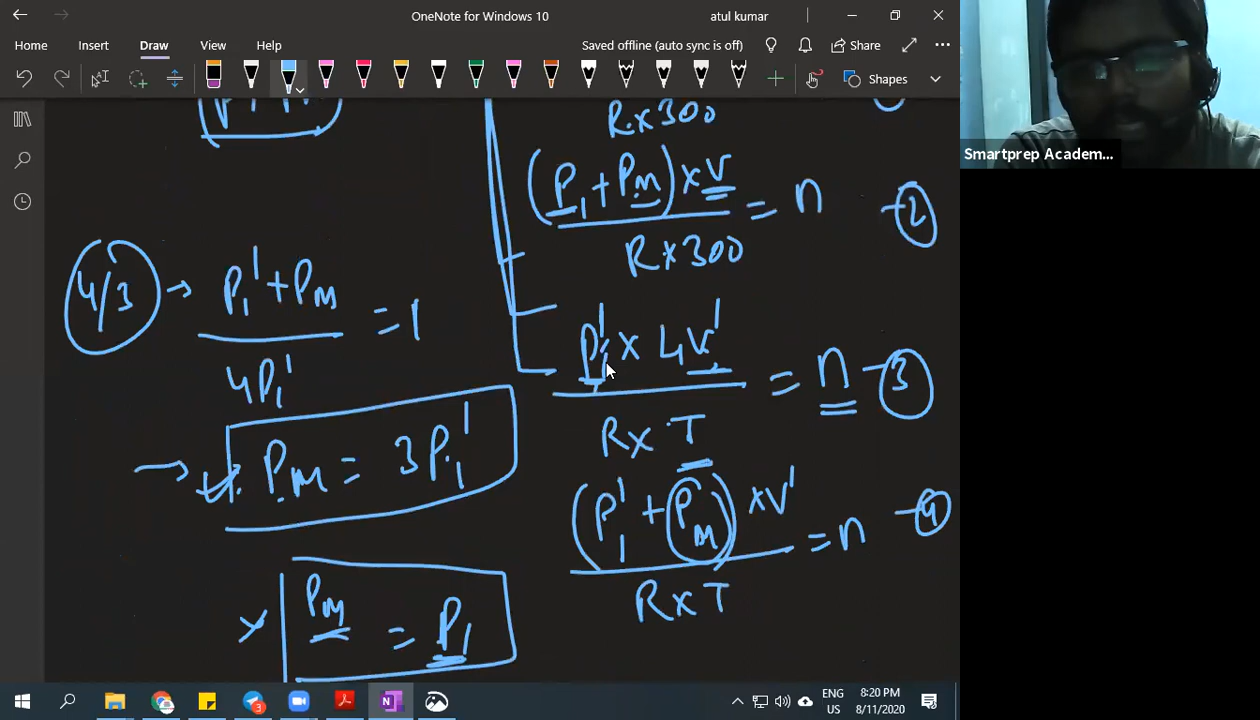 OneNote for Windows 10
atul kumar
Home Insert Draw View Help
Saved offline (auto sync is off)
Share
Shapes
Smartprep Academ...
R x 300
(P₁ + Pₘ) x V / R x 300 = n - ②
4/3 → P₁' + Pₘ / 4P₁' = 1
P₁' x 4V' / R x T = n - ③
→ Pₘ = 3P₁'
(P₁' + Pₘ) x V' / R x T = n - ④
Pₘ = P₁
ENG
US
8:20 PM
8/11/2020
3